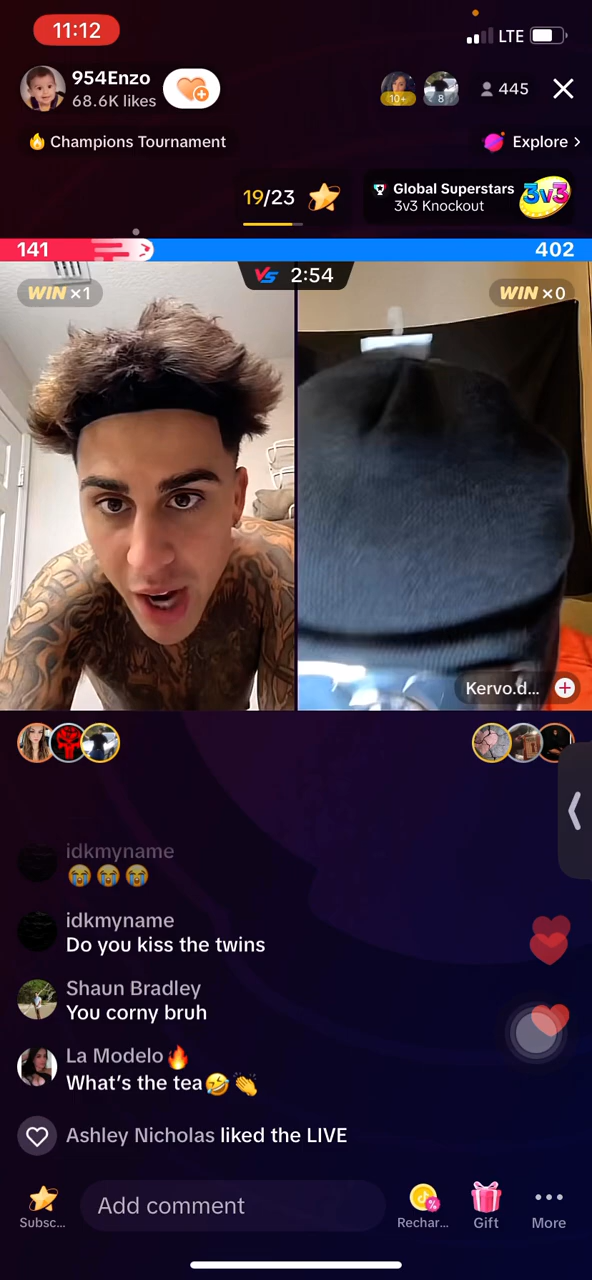 11:12
LTE
954Enzo
68.6K likes
10+
8
445
🔥 Champions Tournament
Explore >
19/23
Global Superstars
3v3 Knockout
3v3
141
402
VS 2:54
WIN ×1
WIN ×0
Kervo.d...
idkmyname
😭😭😭
idkmyname
Do you kiss the twins
Shaun Bradley
You corny bruh
La Modelo🔥
What's the tea🤣👏
Ashley Nicholas liked the LIVE
Add comment
Subsc...
Rechar...
Gift
More